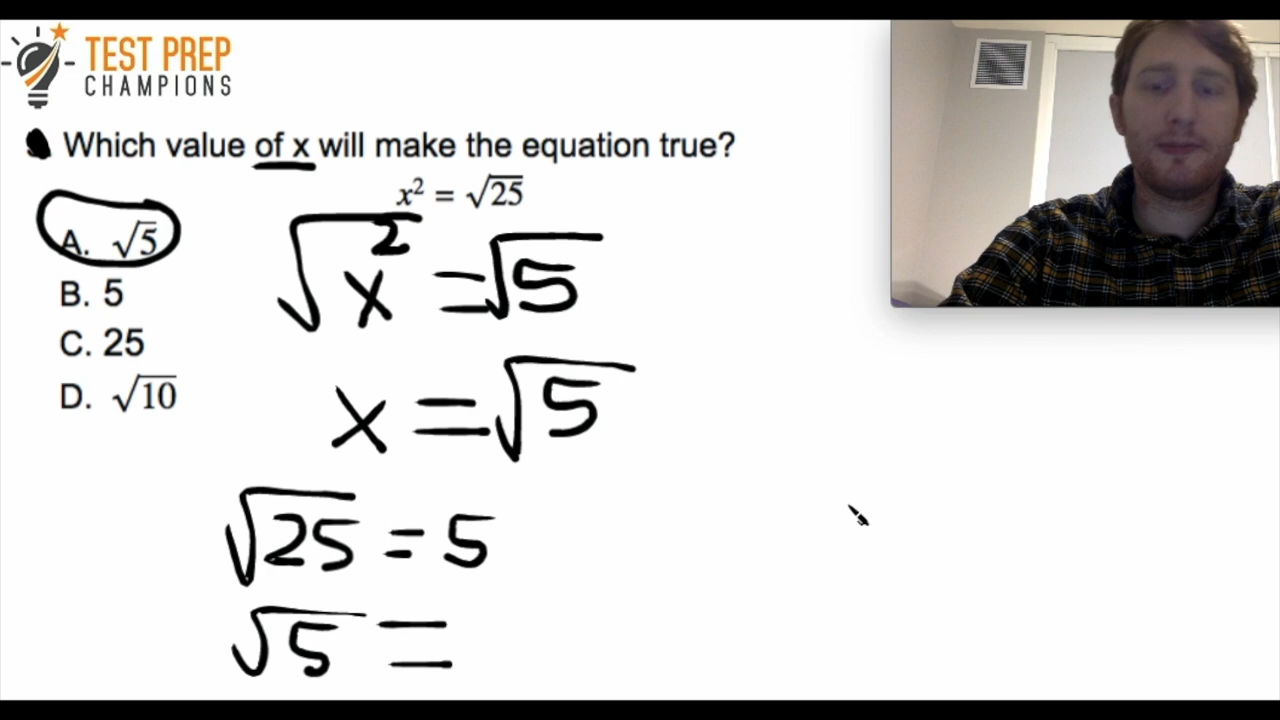 TEST PREP
CHAMPIONS
Which value of x will make the equation true?
x² = √25
A. √5
B. 5
C. 25
D. √10
√x² = √5
x = √5
√25 = 5
√5 =